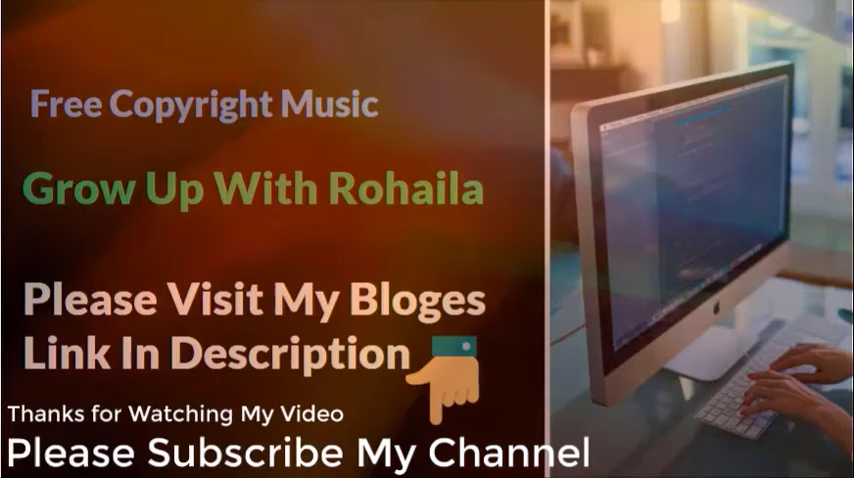 Free Copyright Music
Grow Up With Rohaila
Please Visit My Bloges
Link In Description
Thanks for Watching My Video
Please Subscribe My Channel